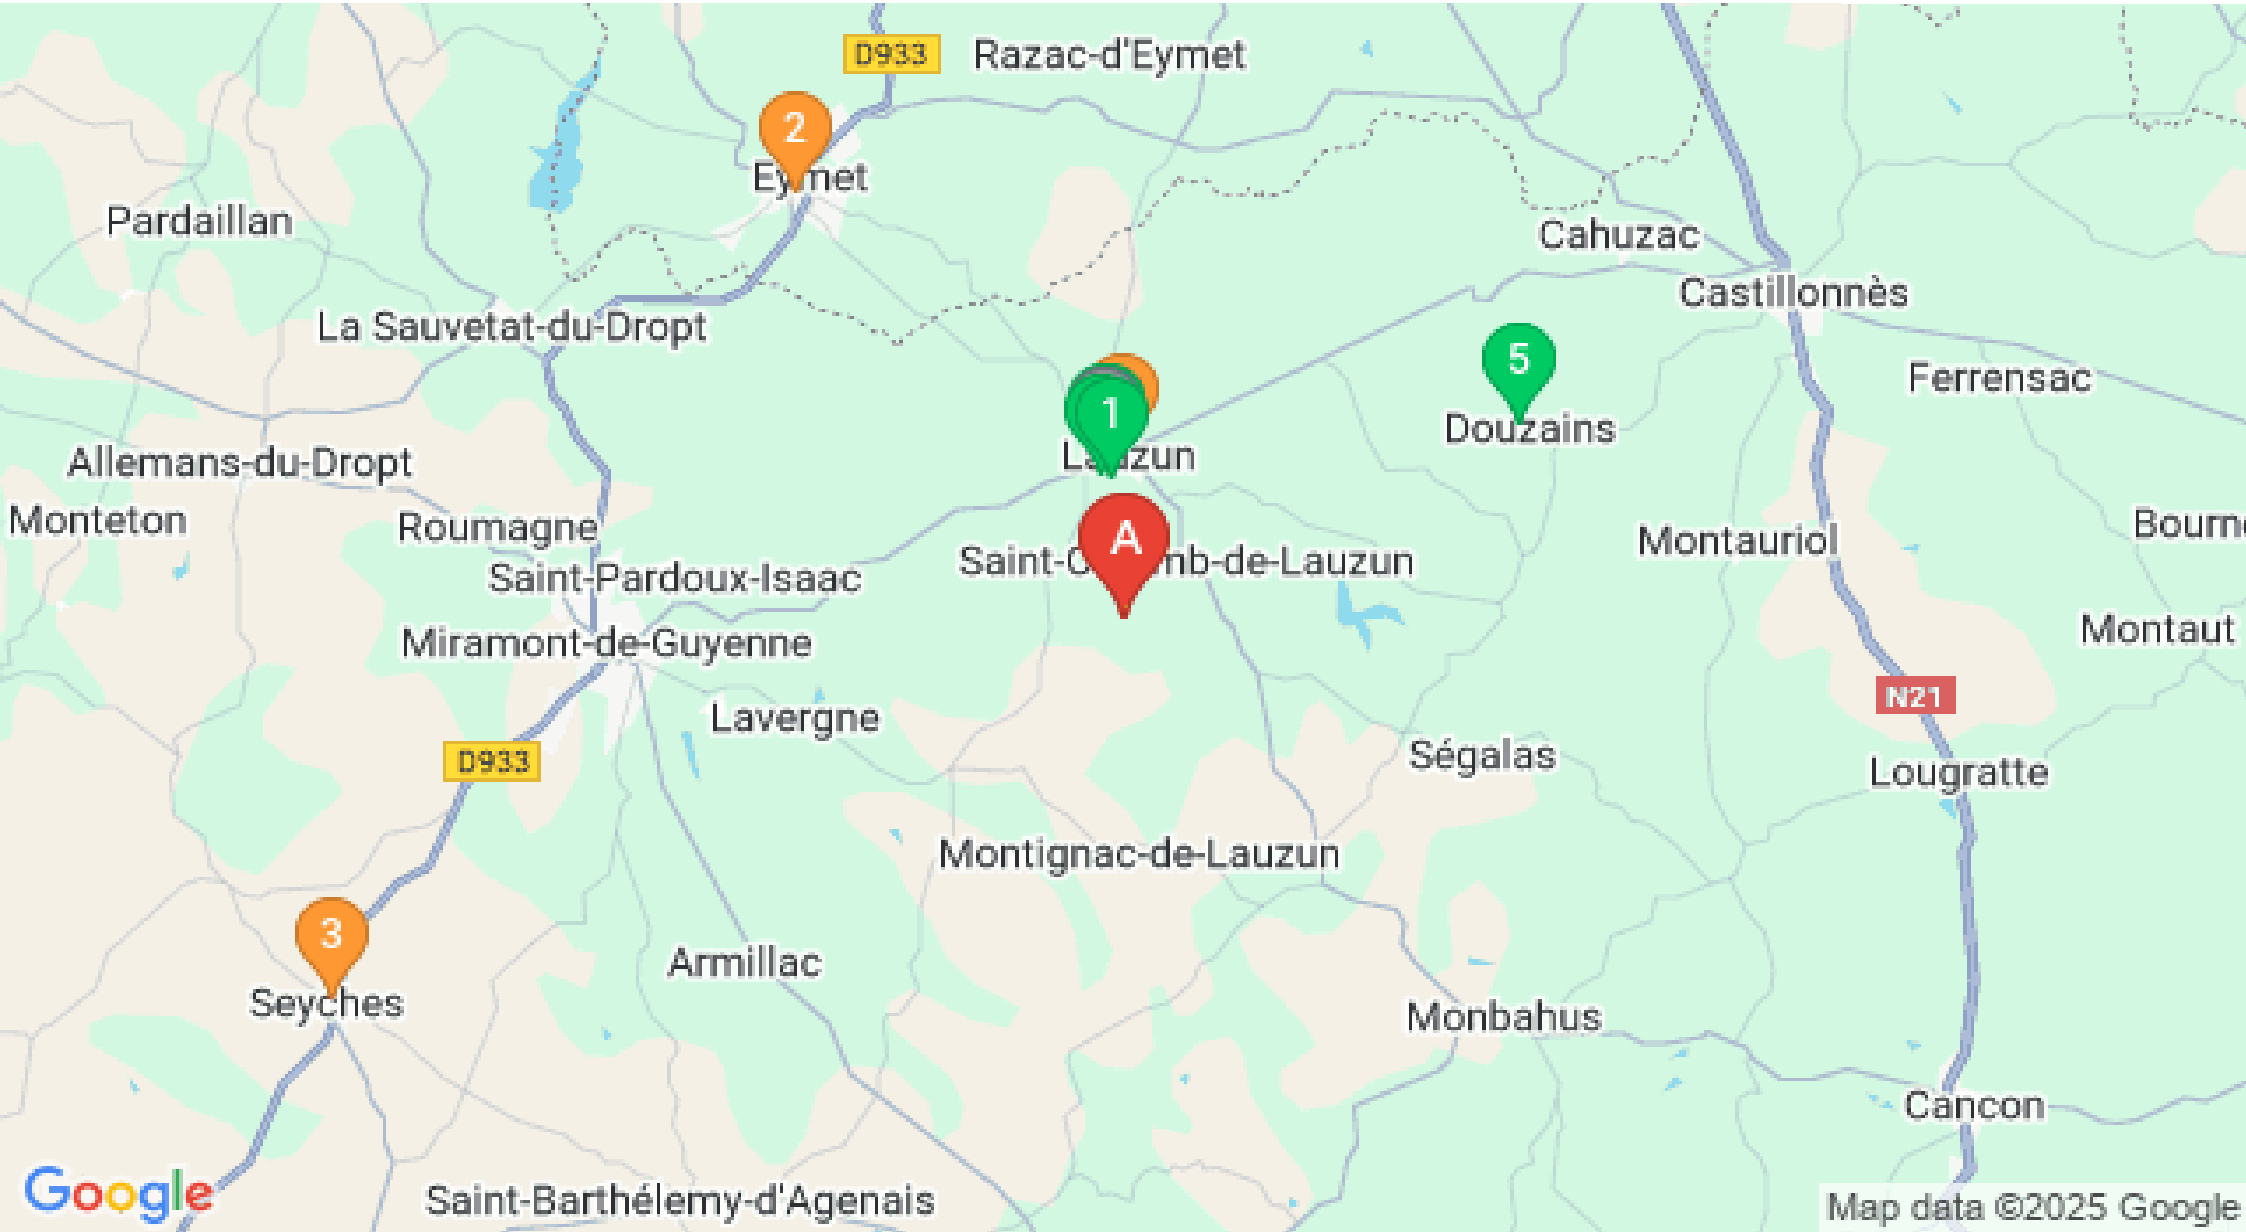 D933
Razac-d'Eymet
2
Eymet
Pardaillan
Cahuzac
Castillonnès
La Sauvetat-du-Dropt
5
Ferrensac
1
Douzains
Lauzun
Allemans-du-Dropt
Monteton
Roumagne
A
Montauriol
Saint-Pardoux-Isaac
Miramont-de-Guyenne
Montaut
N21
Lavergne
Ségalas
D933
Lougratte
Montignac-de-Lauzun
3
Armillac
Seyches
Monbahus
Cancon
Google
Saint-Barthélemy-d'Agenais
Map data ©2025 Google